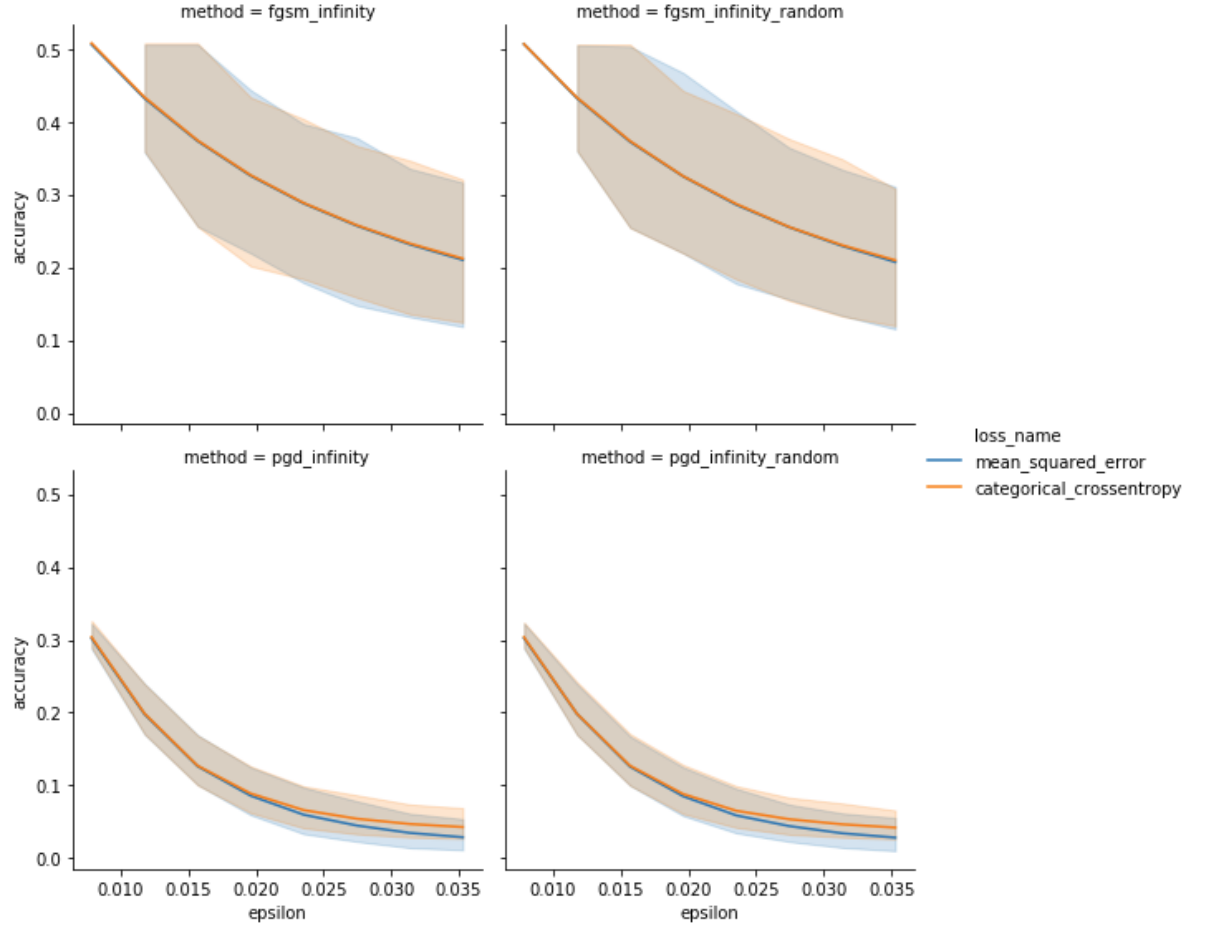 method = fgsm_infinity
method = fgsm_infinity_random
0.5
0.4
0.3
0.2
0.1
0.0
accuracy
method = pgd_infinity
method = pgd_infinity_random
loss_name
mean_squared_error
categorical_crossentropy
0.5
0.4
0.3
0.2
0.1
0.0
accuracy
0.010 0.015 0.020 0.025 0.030 0.035
epsilon
0.010 0.015 0.020 0.025 0.030 0.035
epsilon